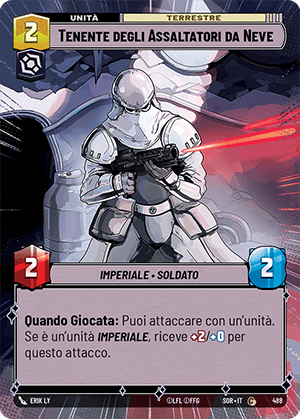 UNITÀ
TERRESTRE
2
TENENTE DEGLI ASSALTATORI DA NEVE
2
2
IMPERIALE • SOLDATO
Quando Giocata: Puoi attaccare con un'unità.
Se è un'unità IMPERIALE, riceve +2/+0 per
questo attacco.
ERIK LY
©LFL ©FFG
SOR•IT
C
488